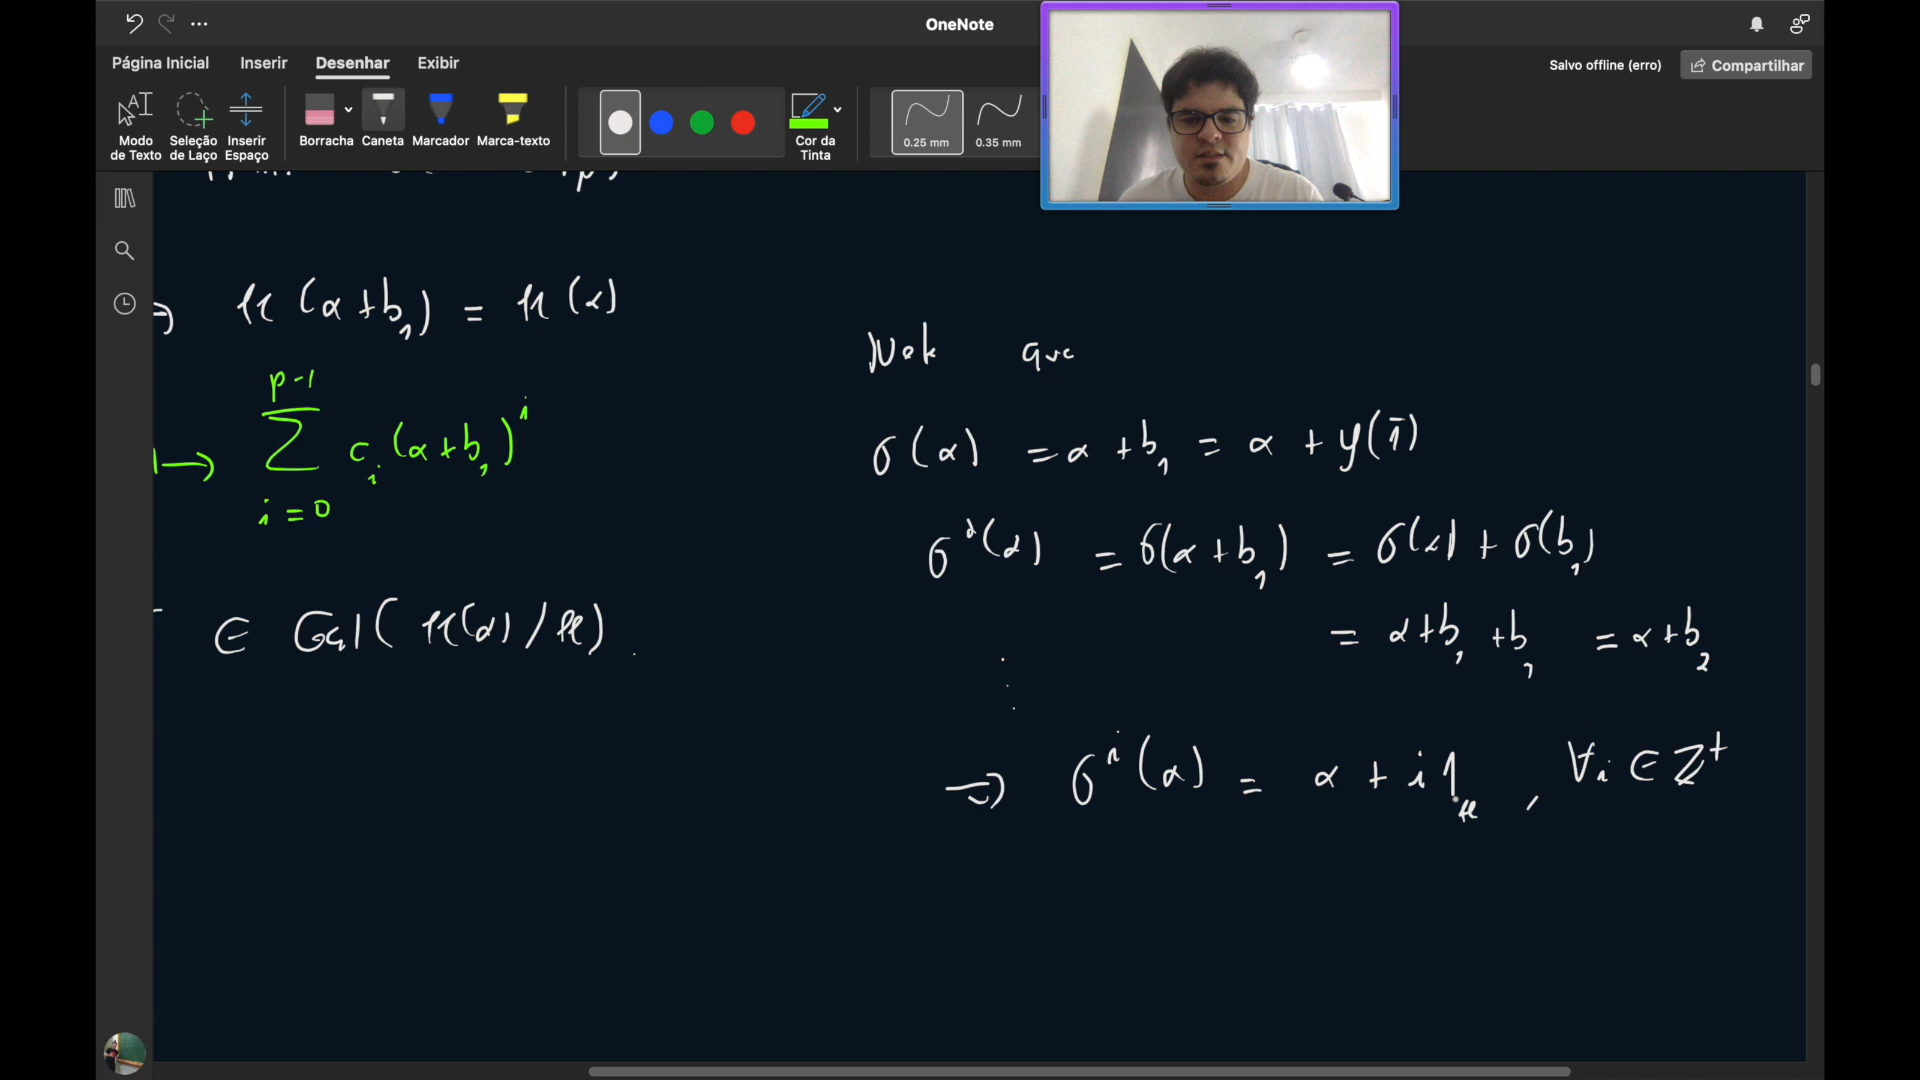 OneNote
Página Inicial Inserir Desenhar Exibir
Salvo offline (erro) Compartilhar
Modo de Texto
Seleção de Laço
Inserir Espaço
Borracha Caneta Marcador Marca-texto
Cor da Tinta
0.25 mm 0.35 mm
K(α+b₁) = K(α)
↦ ∑_{i=0}^{p-1} c_i(α+b₁)^i
∈ Gal(K(α)/K).
Note que
σ(α) = α + b₁ = α + φ(1̄)
σ²(α) = σ(α+b₁) = σ(α) + σ(b₁)
= α+b₁ + b₁ = α+b₂
⋮
⇒ σ^i(α) = α + i1_K , ∀i ∈ Z⁺